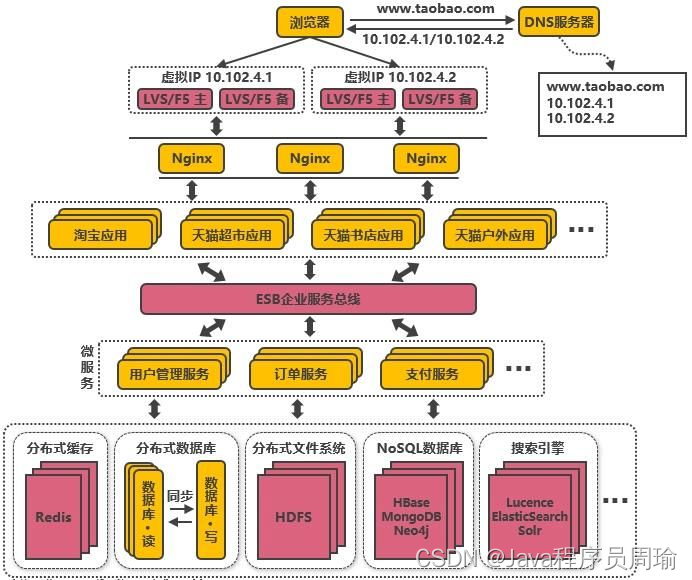 浏览器
www.taobao.com
DNS服务器
10.102.4.1/10.102.4.2
虚拟IP 10.102.4.1
虚拟IP 10.102.4.2
www.taobao.com
10.102.4.1
10.102.4.2
LVS/F5 主
LVS/F5 备
LVS/F5 主
LVS/F5 备
Nginx
Nginx
Nginx
淘宝应用
天猫超市应用
天猫书店应用
天猫户外应用
...
ESB企业服务总线
微服务
用户管理服务
订单服务
支付服务
...
分布式缓存
分布式数据库
分布式文件系统
NoSQL数据库
搜索引擎
Redis
数据库·读
同步
数据库·写
HDFS
HBase
MongoDB
Neo4j
Lucence
ElasticSearch
Solr
...
CSDN @Java程序员周瑜